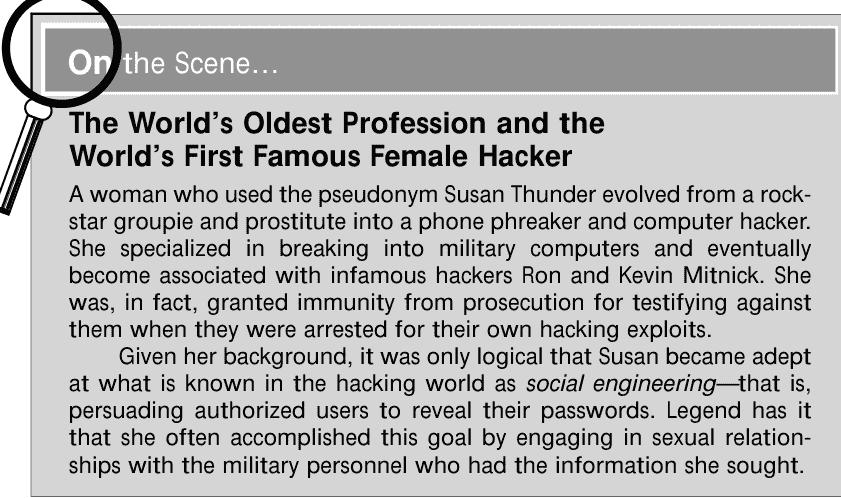 On the Scene…
The World's Oldest Profession and the
World's First Famous Female Hacker
A woman who used the pseudonym Susan Thunder evolved from a rock-
star groupie and prostitute into a phone phreaker and computer hacker.
She specialized in breaking into military computers and eventually
become associated with infamous hackers Ron and Kevin Mitnick. She
was, in fact, granted immunity from prosecution for testifying against
them when they were arrested for their own hacking exploits.
Given her background, it was only logical that Susan became adept
at what is known in the hacking world as social engineering—that is,
persuading authorized users to reveal their passwords. Legend has it
that she often accomplished this goal by engaging in sexual relation-
ships with the military personnel who had the information she sought.